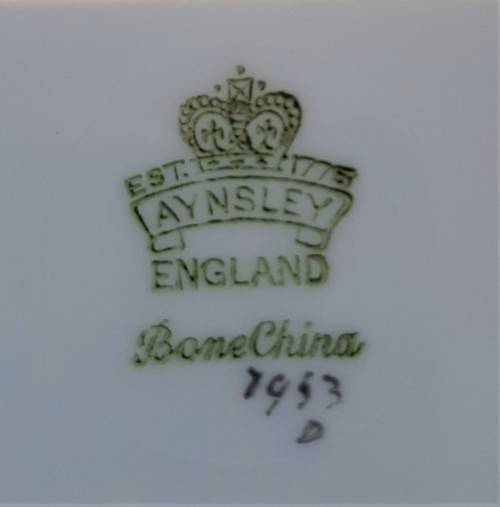 EST. 1775
AYNSLEY
ENGLAND
Bone China
7953
D